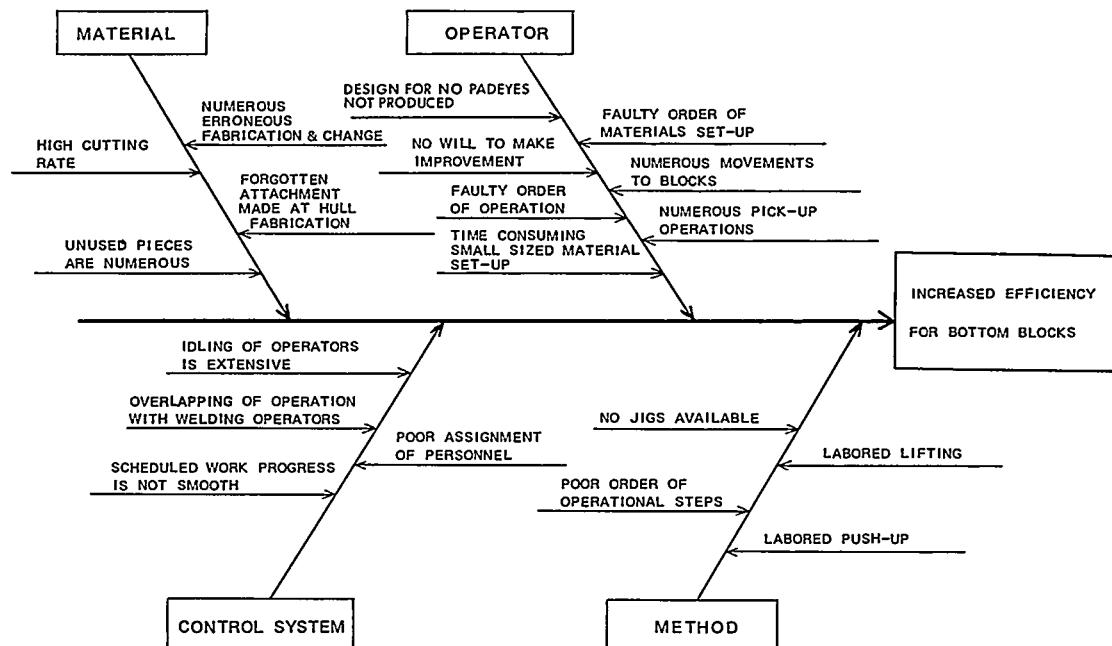 MATERIAL
OPERATOR
DESIGN FOR NO PADEYES
NOT PRODUCED
NUMEROUS
ERRONEOUS
FABRICATION & CHANGE
FAULTY ORDER OF
MATERIALS SET-UP
HIGH CUTTING
RATE
NO WILL TO MAKE
IMPROVEMENT
NUMEROUS MOVEMENTS
TO BLOCKS
FORGOTTEN
ATTACHMENT
MADE AT HULL
FABRICATION
FAULTY ORDER
OF OPERATION
NUMEROUS PICK-UP
OPERATIONS
UNUSED PIECES
ARE NUMEROUS
TIME CONSUMING
SMALL SIZED MATERIAL
SET-UP
INCREASED EFFICIENCY
FOR BOTTOM BLOCKS
IDLING OF OPERATORS
IS EXTENSIVE
OVERLAPPING OF OPERATION
WITH WELDING OPERATORS
NO JIGS AVAILABLE
POOR ASSIGNMENT
OF PERSONNEL
LABORED LIFTING
SCHEDULED WORK PROGRESS
IS NOT SMOOTH
POOR ORDER OF
OPERATIONAL STEPS
LABORED PUSH-UP
CONTROL SYSTEM
METHOD